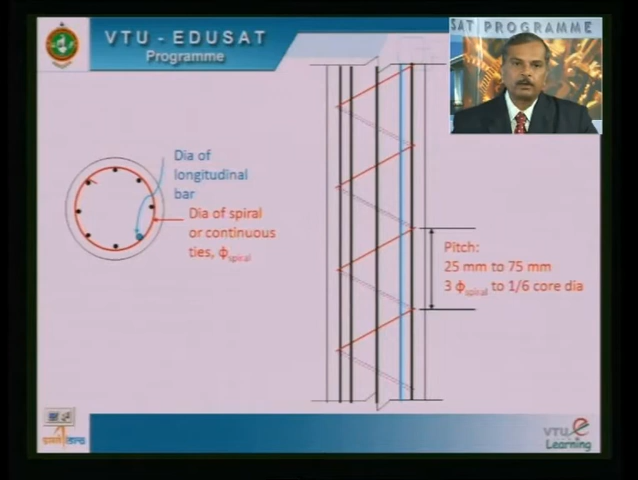 VTU - EDUSAT
Programme
SAT PROGRAMME
Dia of
longitudinal
bar
Dia of spiral
or continuous
ties, ϕspiral
Pitch:
25 mm to 75 mm
3 ϕspiral to 1/6 core dia
VTU e
Learning